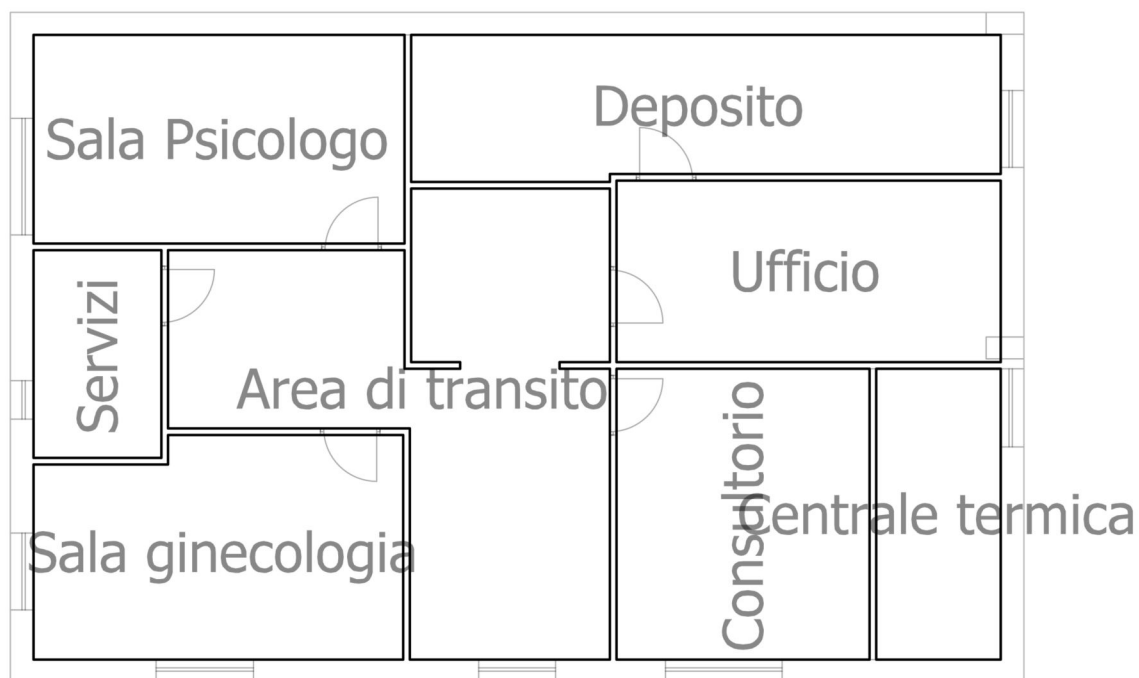 Deposito
Sala Psicologo
Ufficio
Servizi
Area di transito
Consultorio
Centrale termica
Sala ginecologia